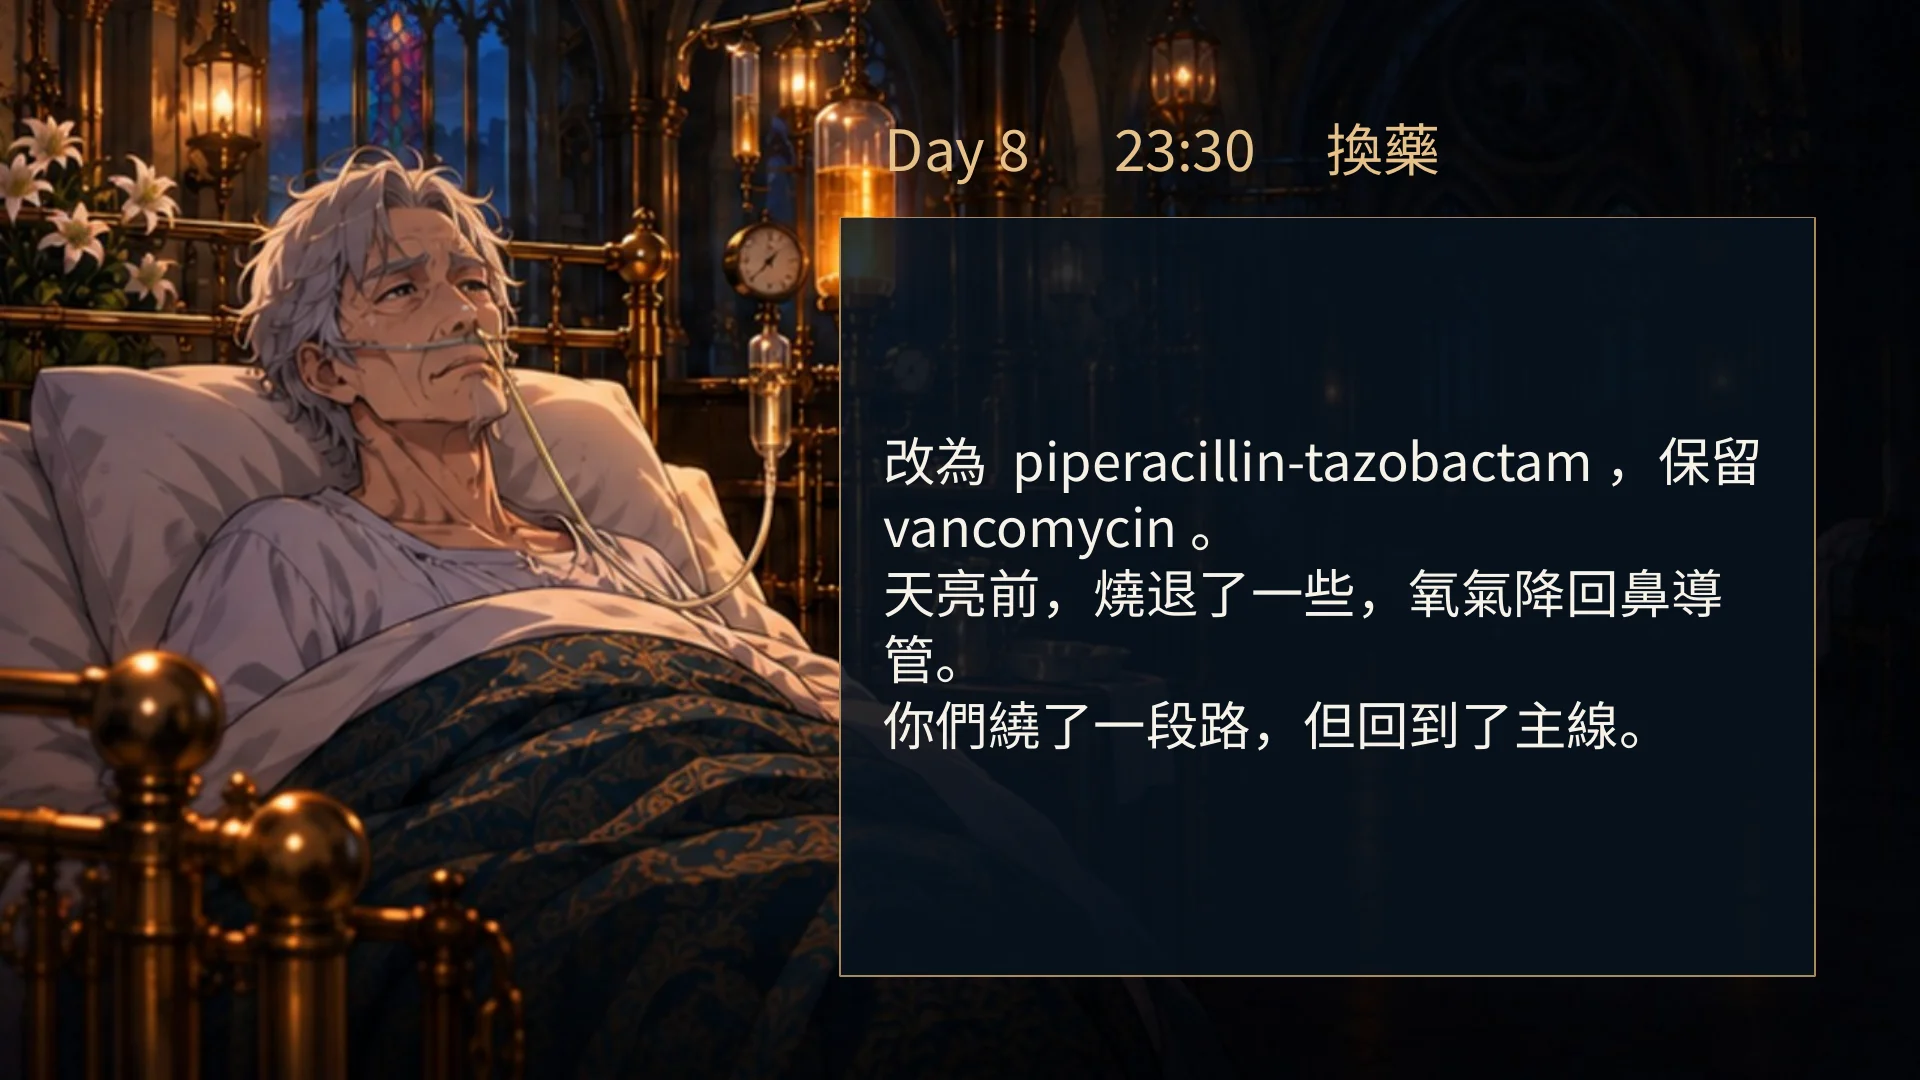 Day 8 23:30 換藥
改為 piperacillin-tazobactam ，保留
vancomycin 。
天亮前，燒退了一些，氧氣降回鼻導
管。
你們繞了一段路，但回到了主線。